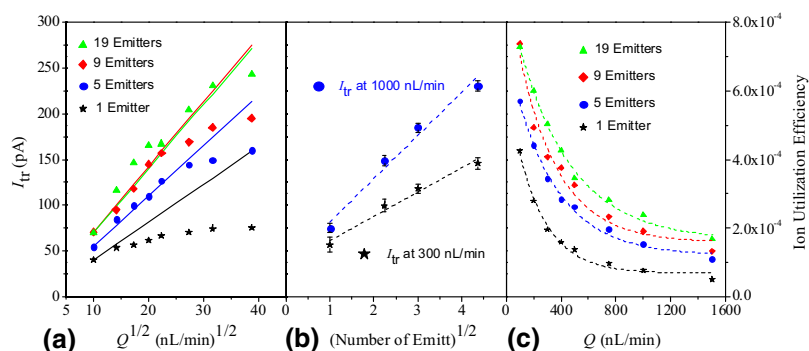 300
250
200
150
100
50
0
I_tr (pA)
19 Emitters
9 Emitters
5 Emitters
1 Emitter
10
20
30
40
(a)
Q^1/2 (nL/min)^1/2
I_tr at 1000 nL/min
I_tr at 300 nL/min
0
1
2
3
4
5
(b)
(Number of Emitt)^1/2
19 Emitters
9 Emitters
5 Emitters
1 Emitter
0
400
800
1200
1600
(c)
Q (nL/min)
8.0x10^-4
6.0x10^-4
4.0x10^-4
2.0x10^-4
0.0
Ion Utilization Efficiency